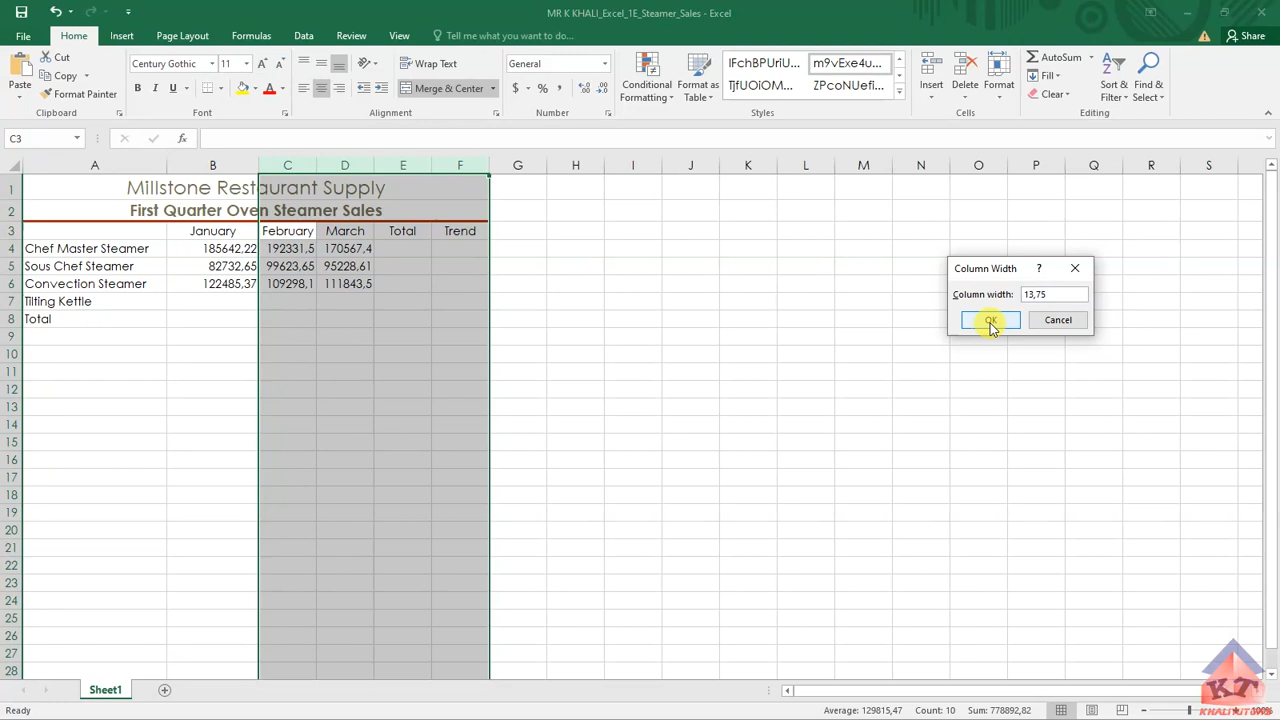 MR K KHALI_Excel_1E_Steamer_Sales - Excel
File Home Insert Page Layout Formulas Data Review View Tell me what you want to do... Share
Paste Cut Copy Format Painter Clipboard
Century Gothic 11 A A B I U A Font
Wrap Text Merge & Center Alignment
General $ % , Number
Conditional Formatting Format as Table
IFchBPUriU... m9vExe4u...
TjfUOiOM... ZPcoNUefi...
Styles
Insert Delete Format Cells
AutoSum Fill Clear Sort & Filter Find & Select Editing
C3 fx
A B C D E F G H I J K L M N O P Q R S
1 Millstone Restaurant Supply
2 First Quarter Oven Steamer Sales
3 January February March Total Trend
4 Chef Master Steamer 185642,22 192331,5 170567,4
5 Sous Chef Steamer 82732,65 99623,65 95228,61
6 Convection Steamer 122485,37 109298,1 111843,5
7 Tilting Kettle
8 Total
9
10
11
12
13
14
15
16
17
18
19
20
21
22
23
24
25
26
27
28
Column Width ?
Column width: 13,75
OK Cancel
Sheet1
Ready Average: 129815,47 Count: 10 Sum: 778892,82
KT